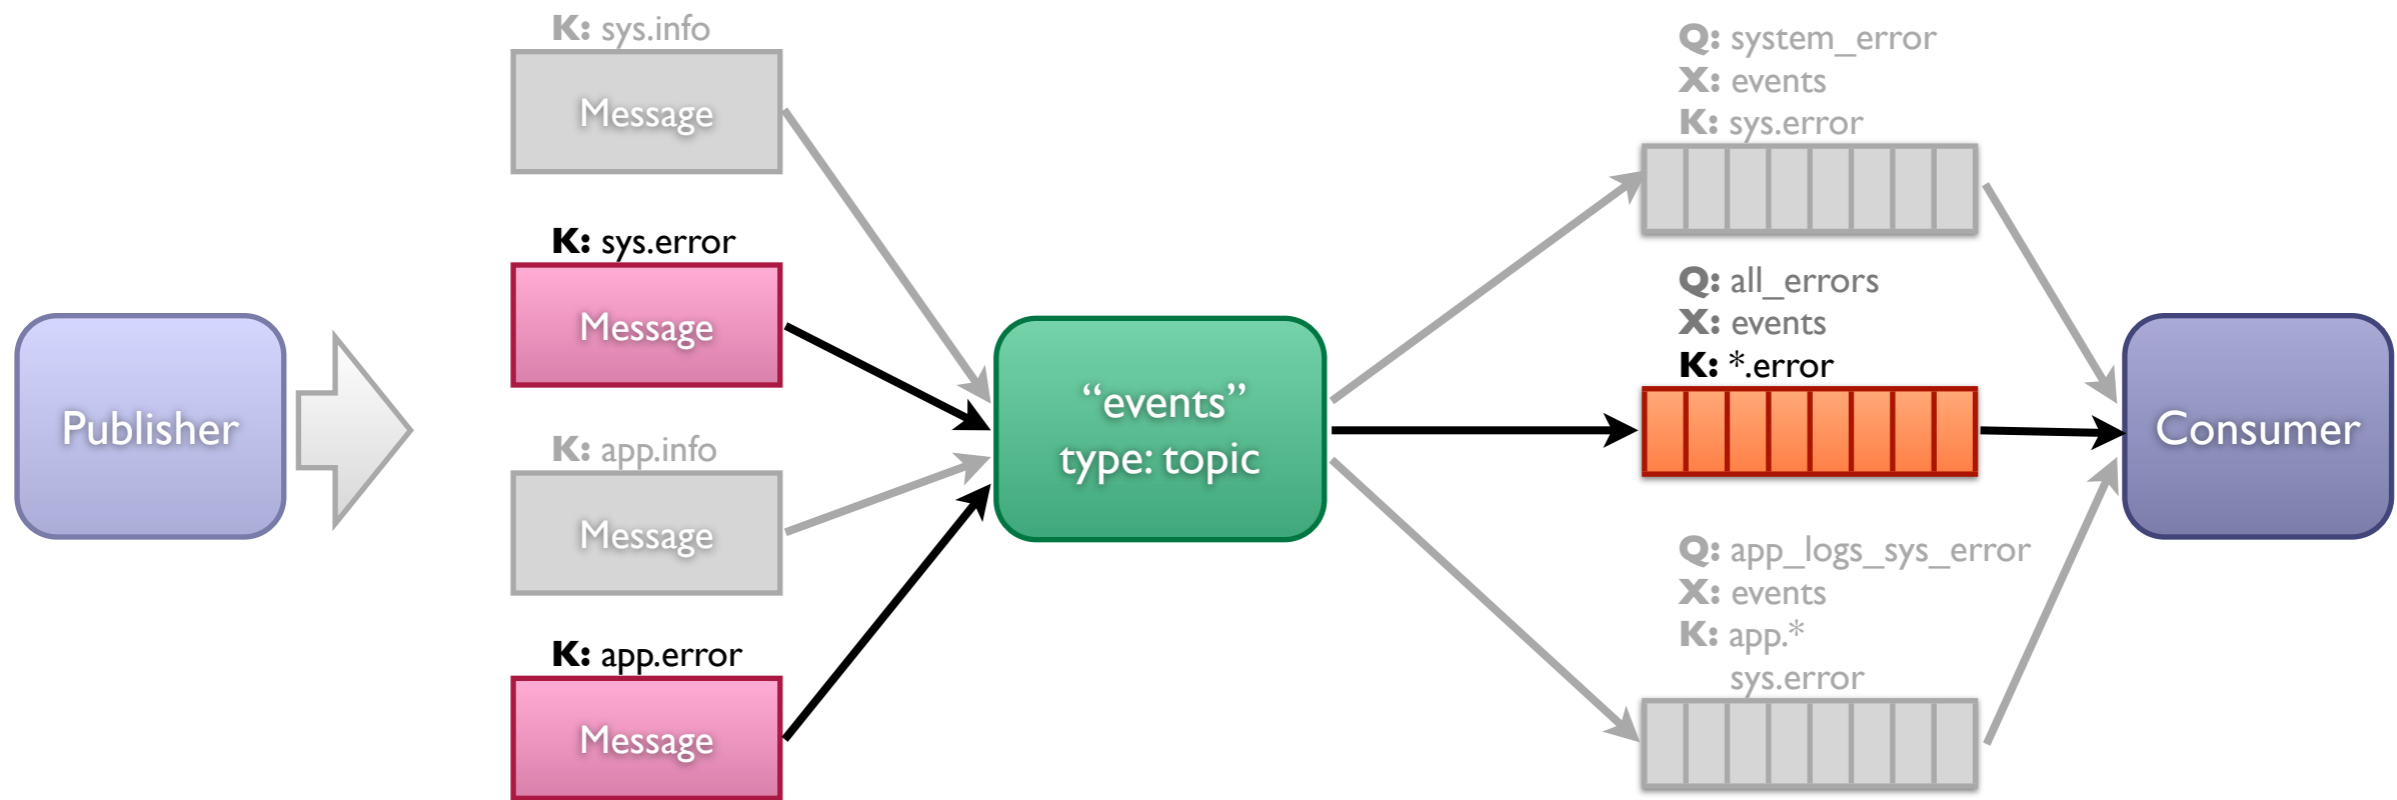 Publisher
K: sys.info
Message
K: sys.error
Message
K: app.info
Message
K: app.error
Message
“events”
type: topic
Q: system_error
X: events
K: sys.error
Q: all_errors
X: events
K: *.error
Q: app_logs_sys_error
X: events
K: app.*
sys.error
Consumer